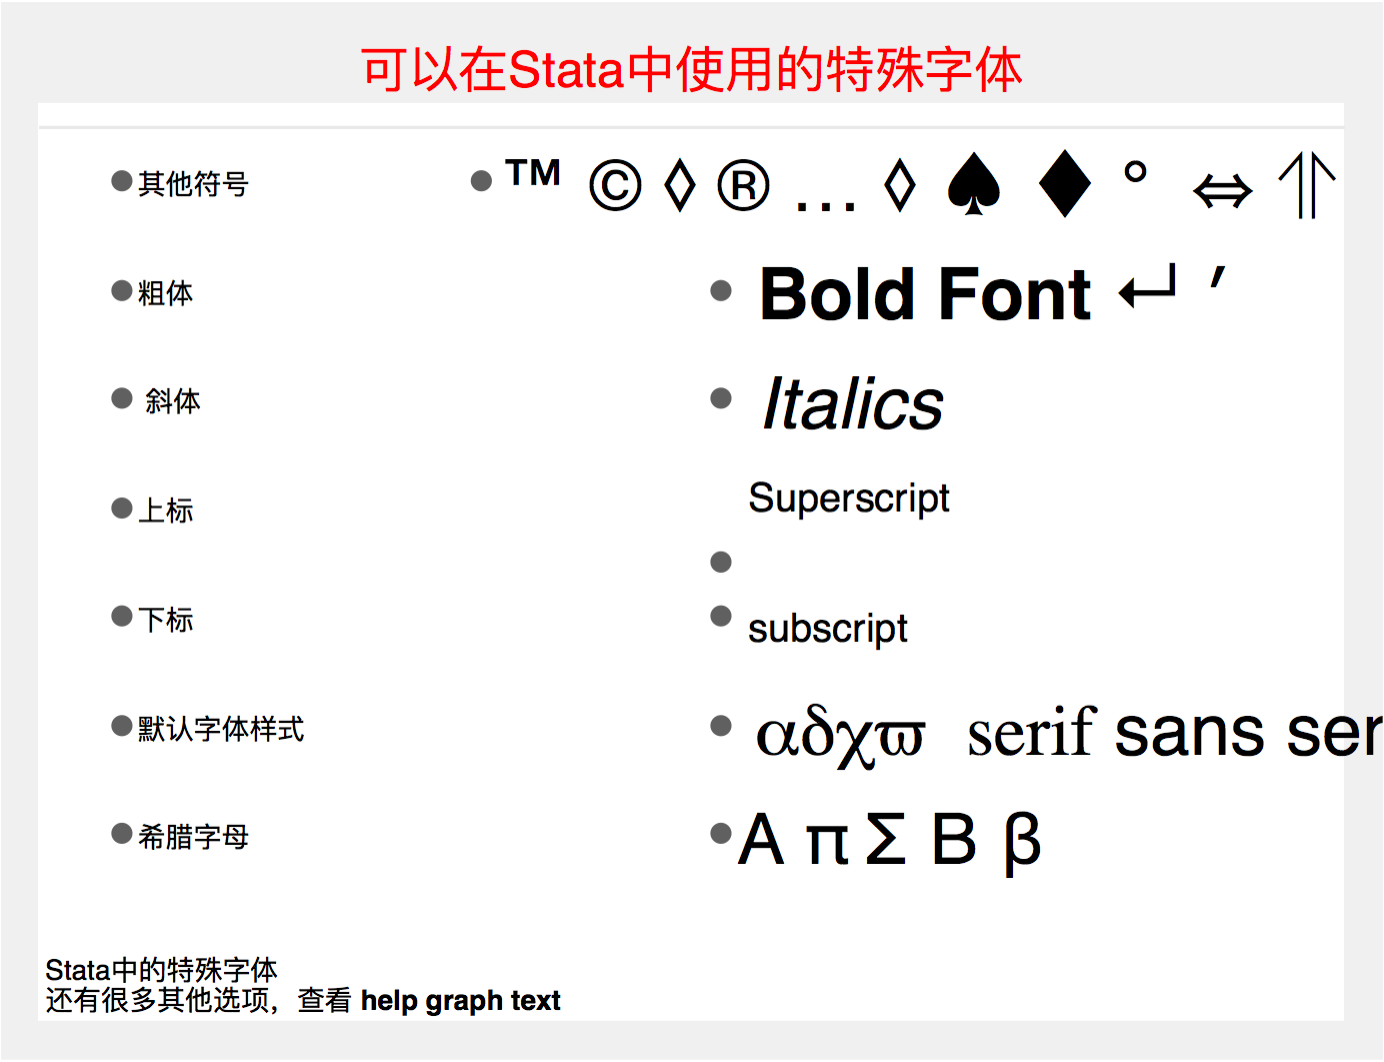 可以在Stata中使用的特殊字体
其他符号 ™ © ◊ ® … ◊ ♠ ♦ ° ⇔ ⇑
粗体 Bold Font ↵ ′
斜体 Italics
上标 Superscript
下标 subscript
默认字体样式 αδχϖ serif sans ser
希腊字母 Α π Σ Β β
Stata中的特殊字体
还有很多其他选项，查看 help graph text